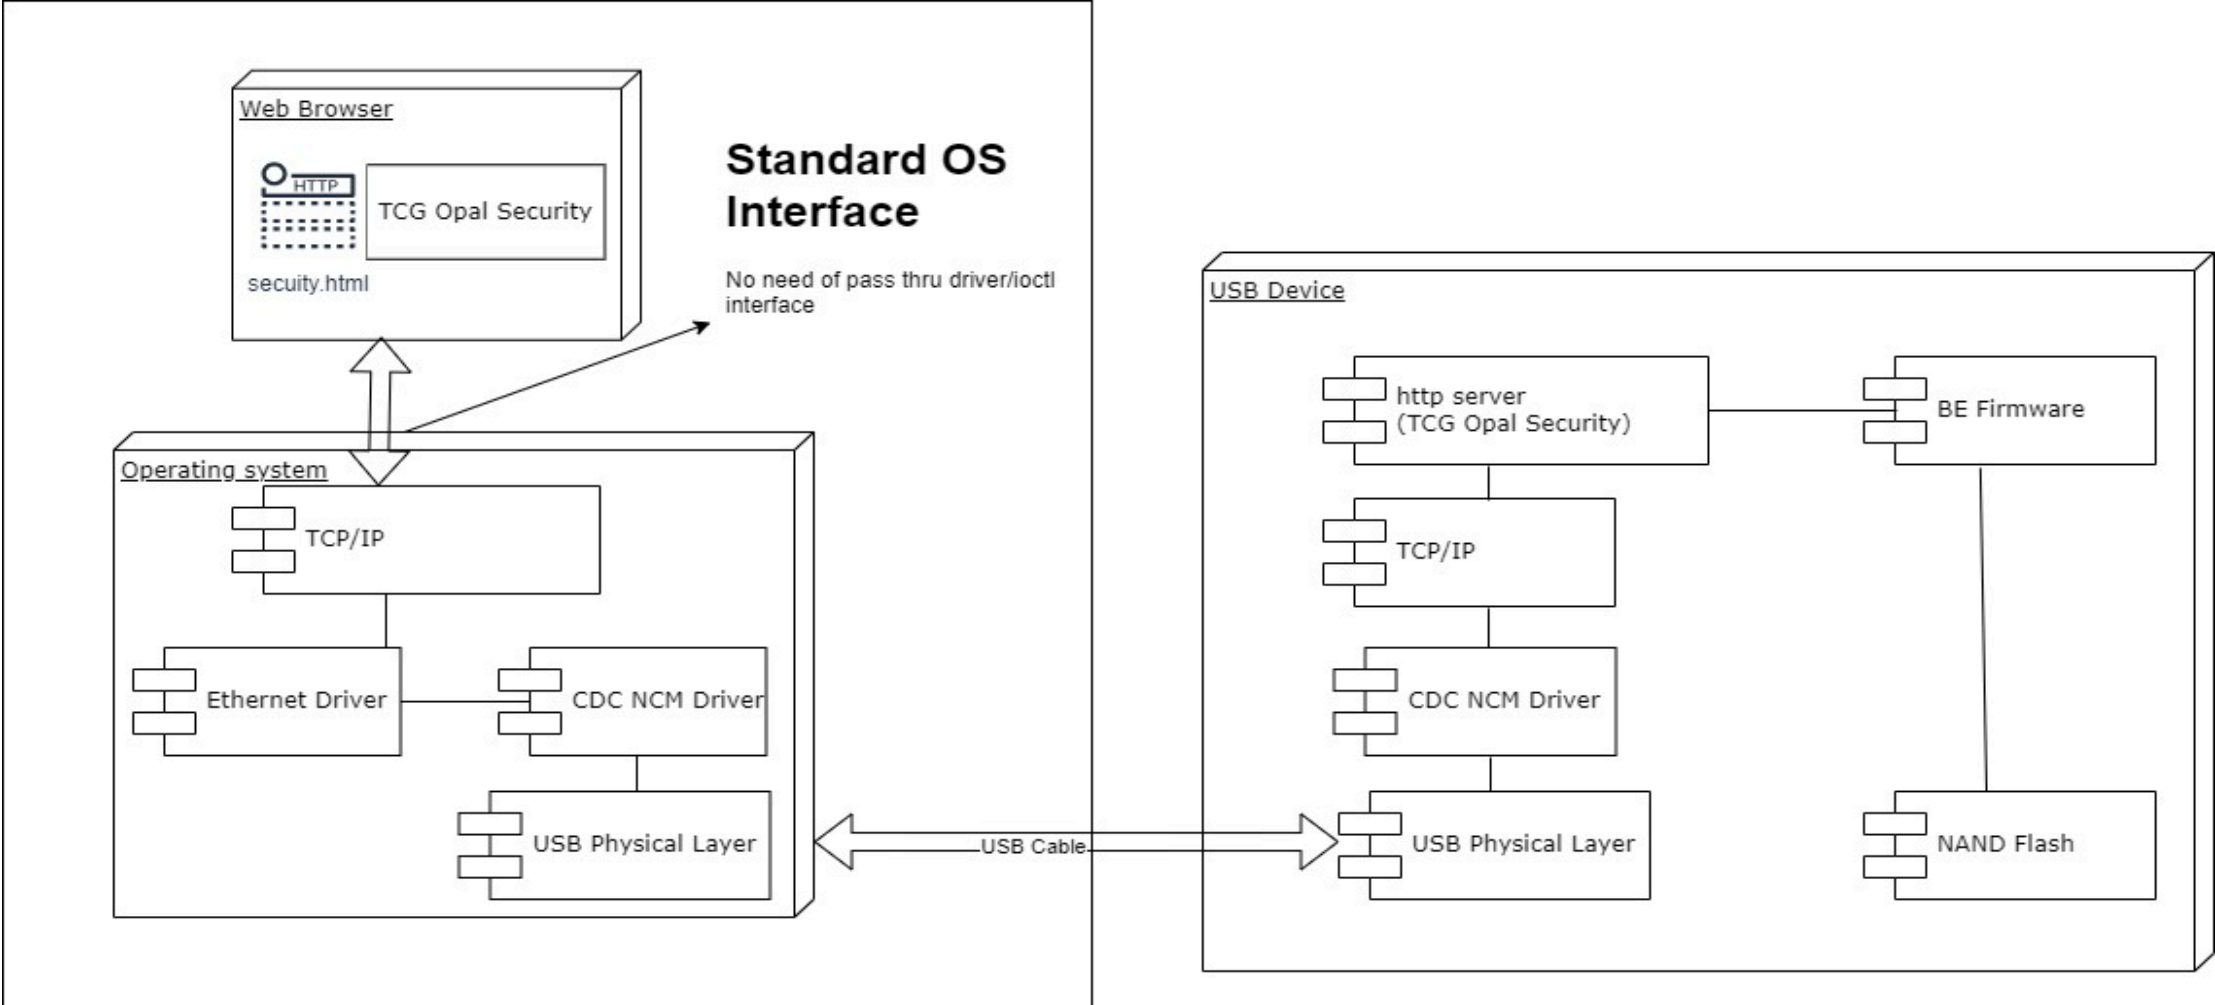 Web Browser
HTTP
TCG Opal Security
secuity.html
Standard OS
Interface
No need of pass thru driver/ioctl
interface
Operating system
TCP/IP
Ethernet Driver
CDC NCM Driver
USB Physical Layer
USB Cable
USB Device
http server
(TCG Opal Security)
BE Firmware
TCP/IP
CDC NCM Driver
USB Physical Layer
NAND Flash